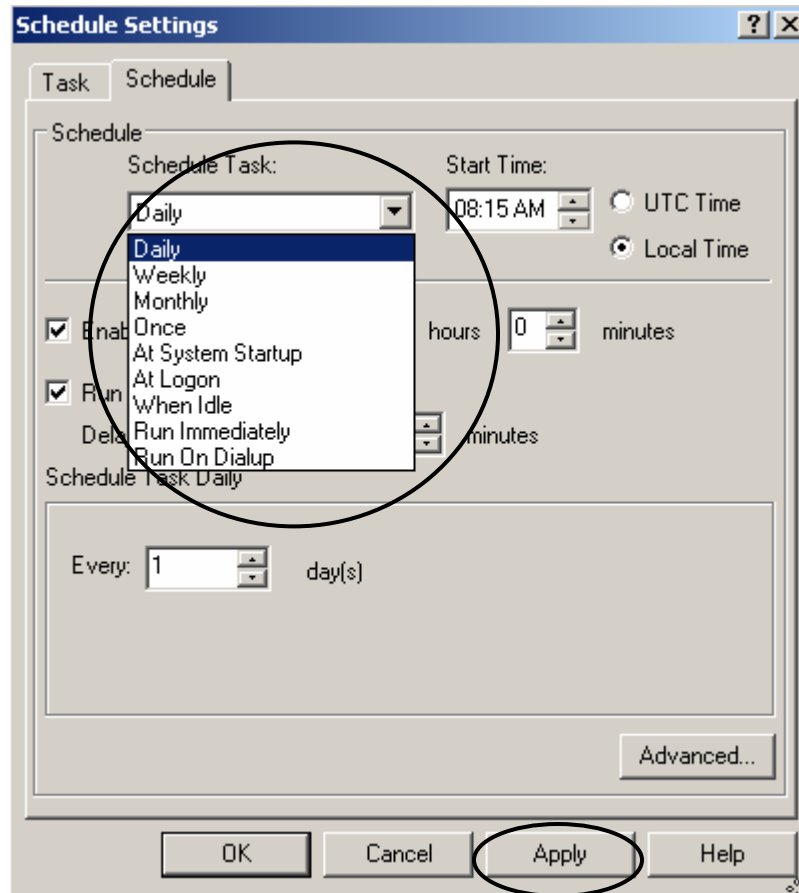 Schedule Settings
Task Schedule
Schedule
Schedule Task: Start Time:
Daily 08:15 AM UTC Time
Local Time
Daily
Weekly
Monthly
Once
At System Startup
At Logon
When Idle
Run Immediately
Run On Dialup
hours 0 minutes
Run
minutes
Schedule Task Daily
Every: 1 day(s)
Advanced...
OK Cancel Apply Help